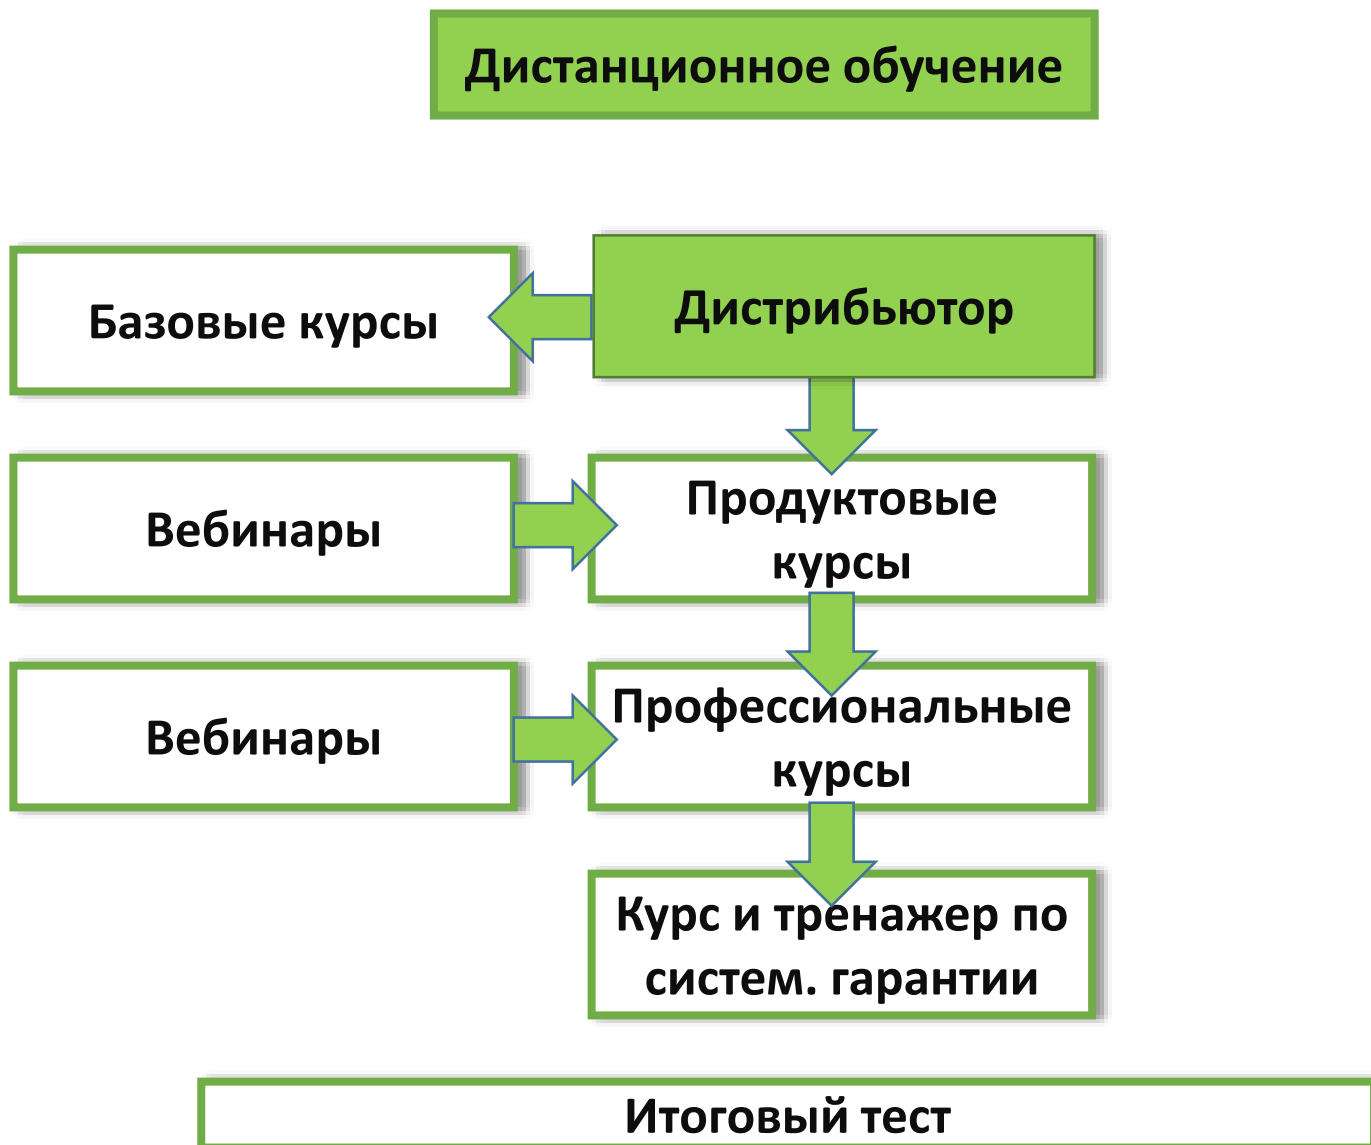 Дистанционное обучение
Базовые курсы
Дистрибьютор
Вебинары
Продуктовые
курсы
Вебинары
Профессиональные
курсы
Курс и тренажер по
систем. гарантии
Итоговый тест